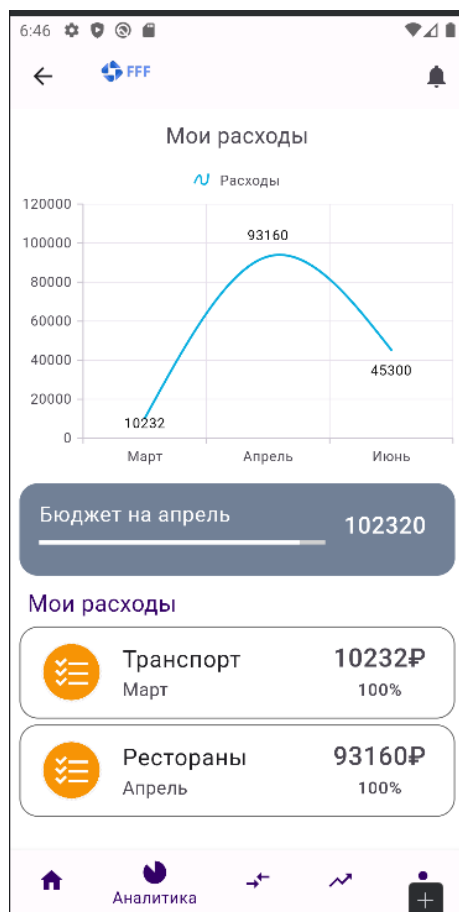 6:46
FFF
Мои расходы
Расходы
120000
100000
93160
80000
60000
40000
45300
20000
10232
0
Март Апрель Июнь
Бюджет на апрель 102320
Мои расходы
Транспорт 10232₽
Март 100%
Рестораны 93160₽
Апрель 100%
Аналитика